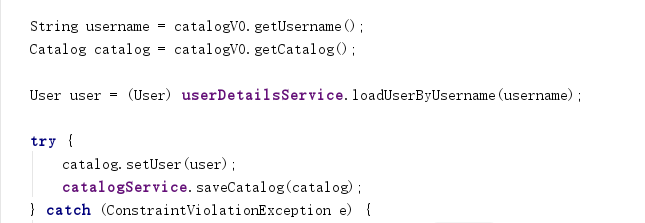 String username = catalogVO.getUsername();
Catalog catalog = catalogVO.getCatalog();
User user = (User) userDetailsService.loadUserByUsername(username);
try {
catalog.setUser(user);
catalogService.saveCatalog(catalog);
} catch (ConstraintViolationException e) {